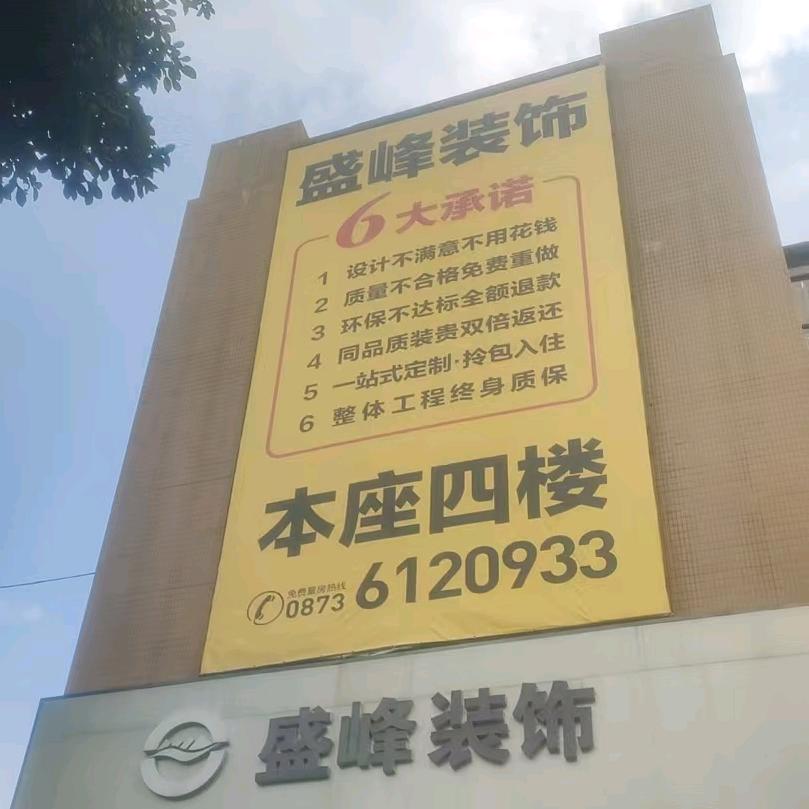 盛峰装饰
6大承诺
1 设计不满意不用花钱
2 质量不合格免费重做
3 环保不达标全额退款
4 同品质装贵双倍返还
5 一站式定制·拎包入住
6 整体工程终身质保
本座四楼
免费量房热线
0873 6120933
盛峰装饰